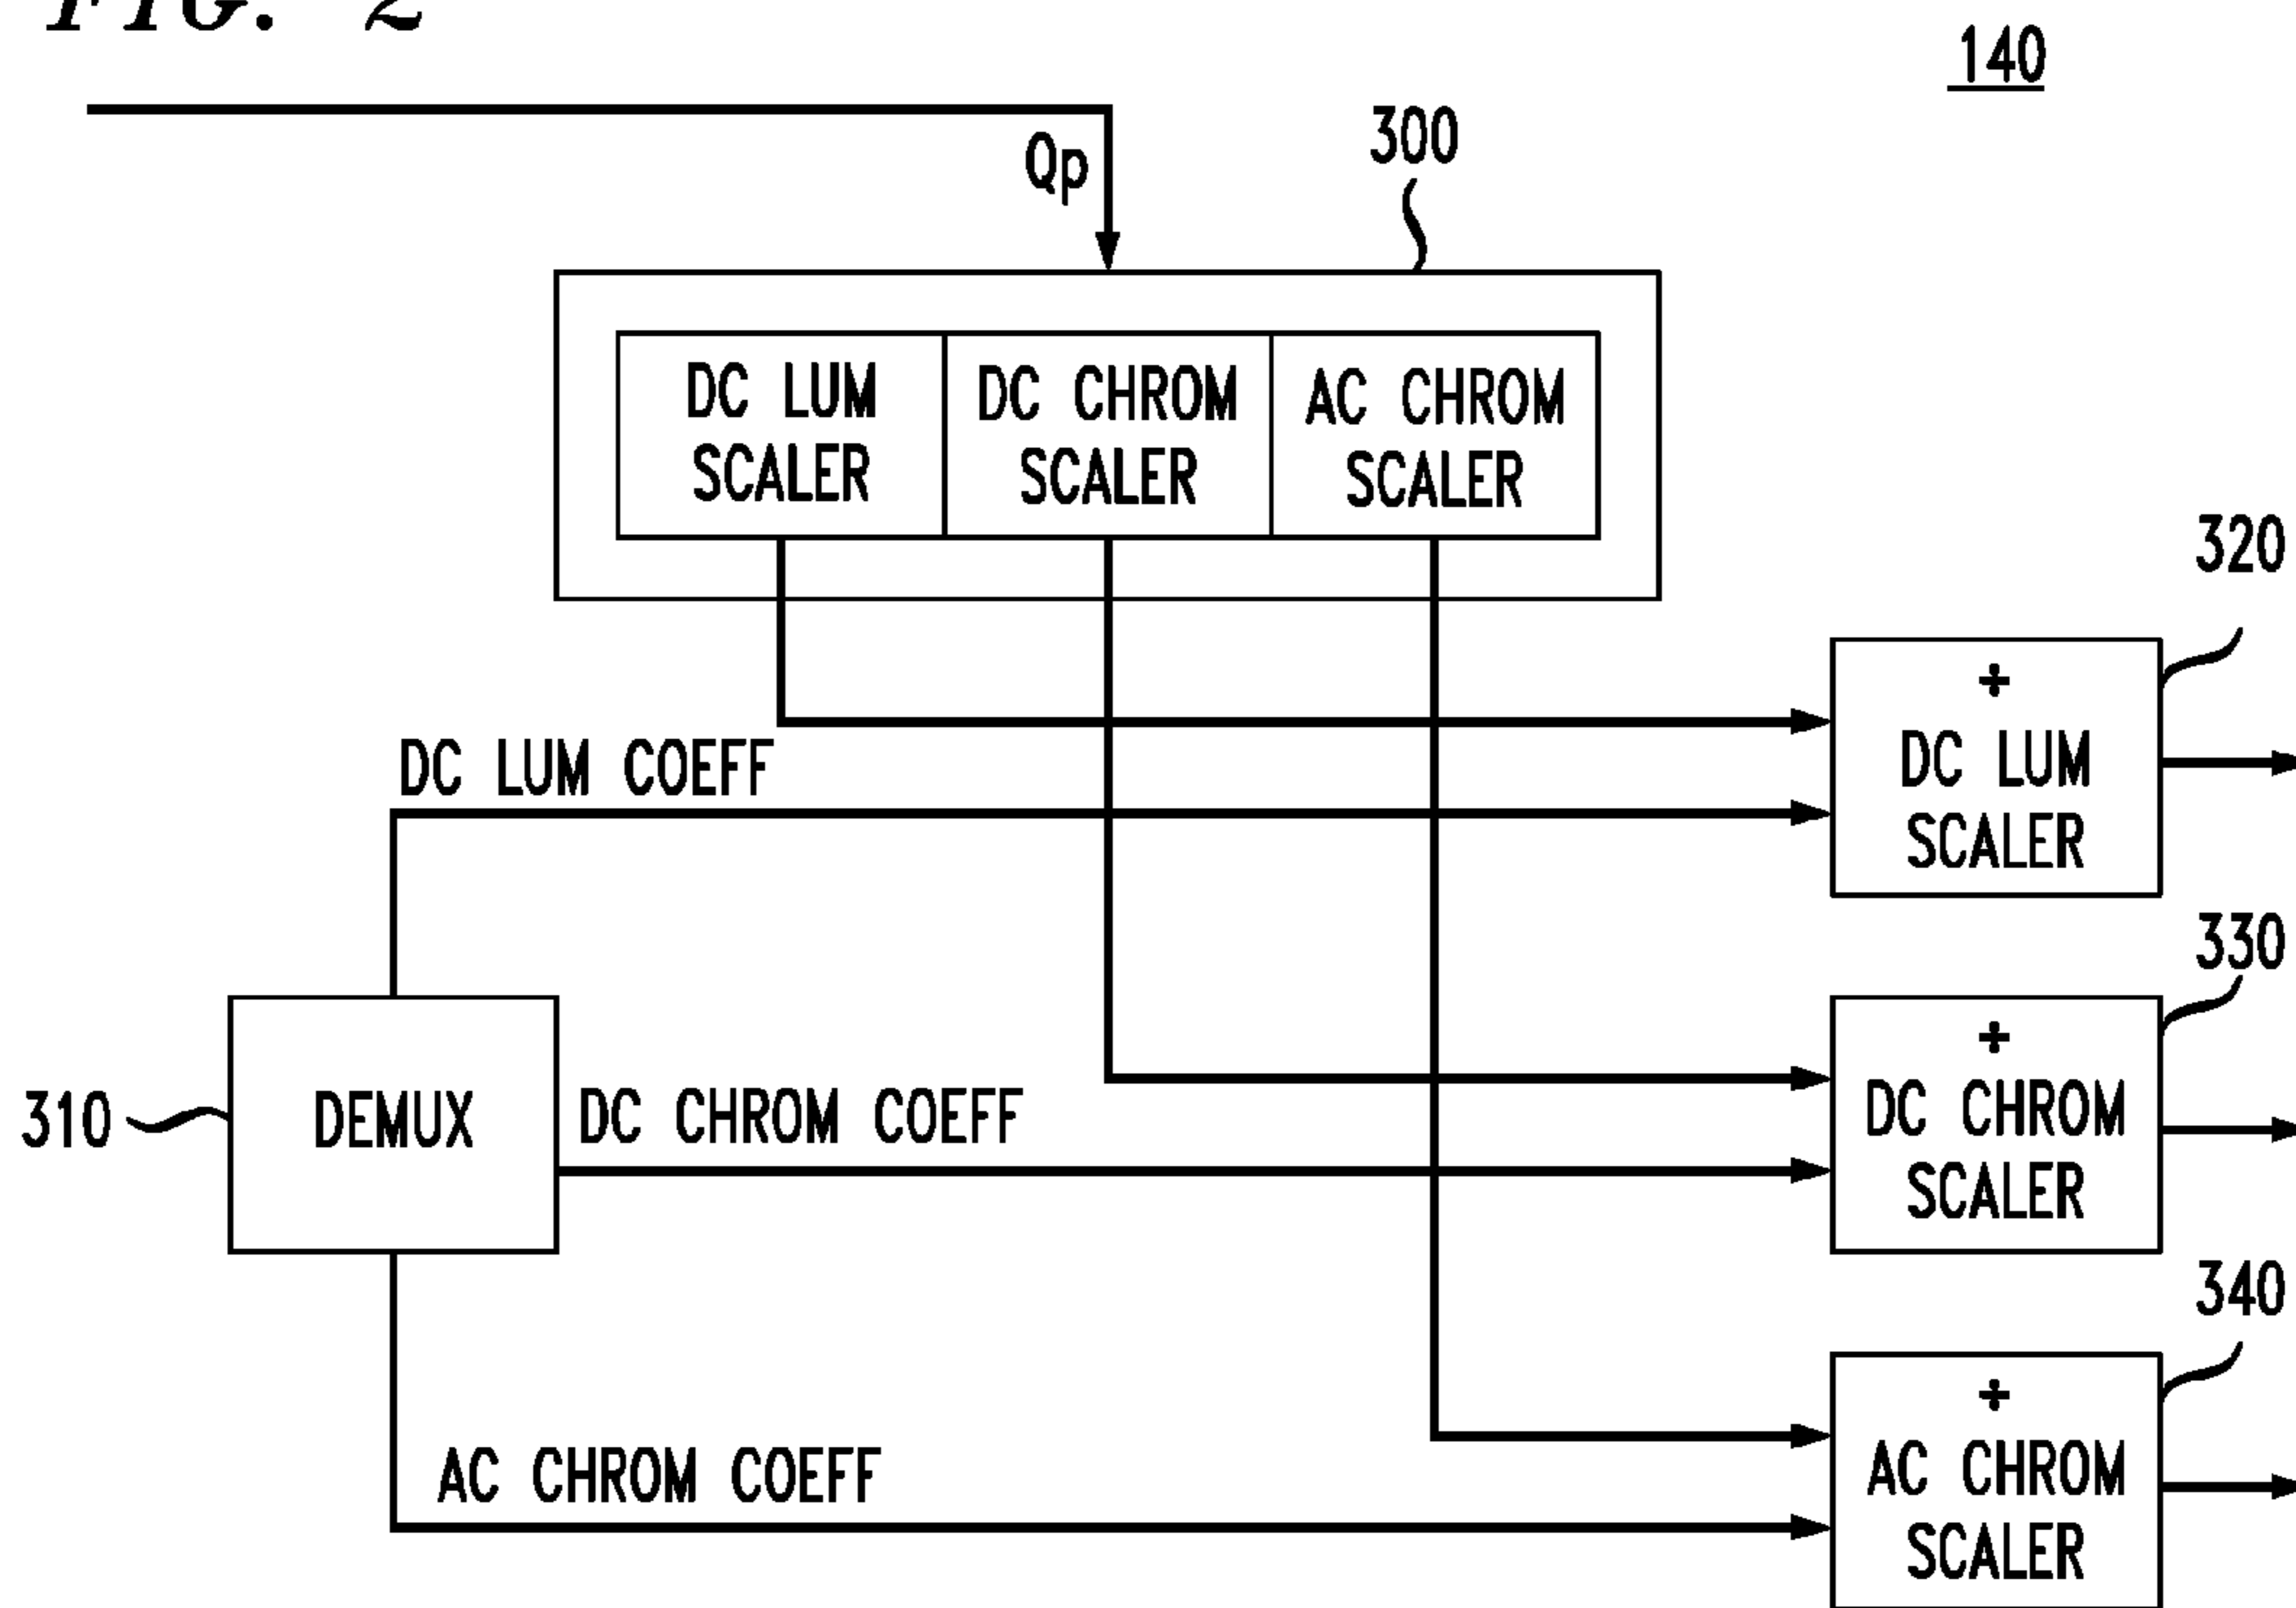 FIG. 2
140
Qp
300
DC LUM
SCALER
DC CHROM
SCALER
AC CHROM
SCALER
320
÷
DC LUM
SCALER
DC LUM COEFF
330
÷
DC CHROM
SCALER
310
DEMUX
DC CHROM COEFF
340
÷
AC CHROM
SCALER
AC CHROM COEFF